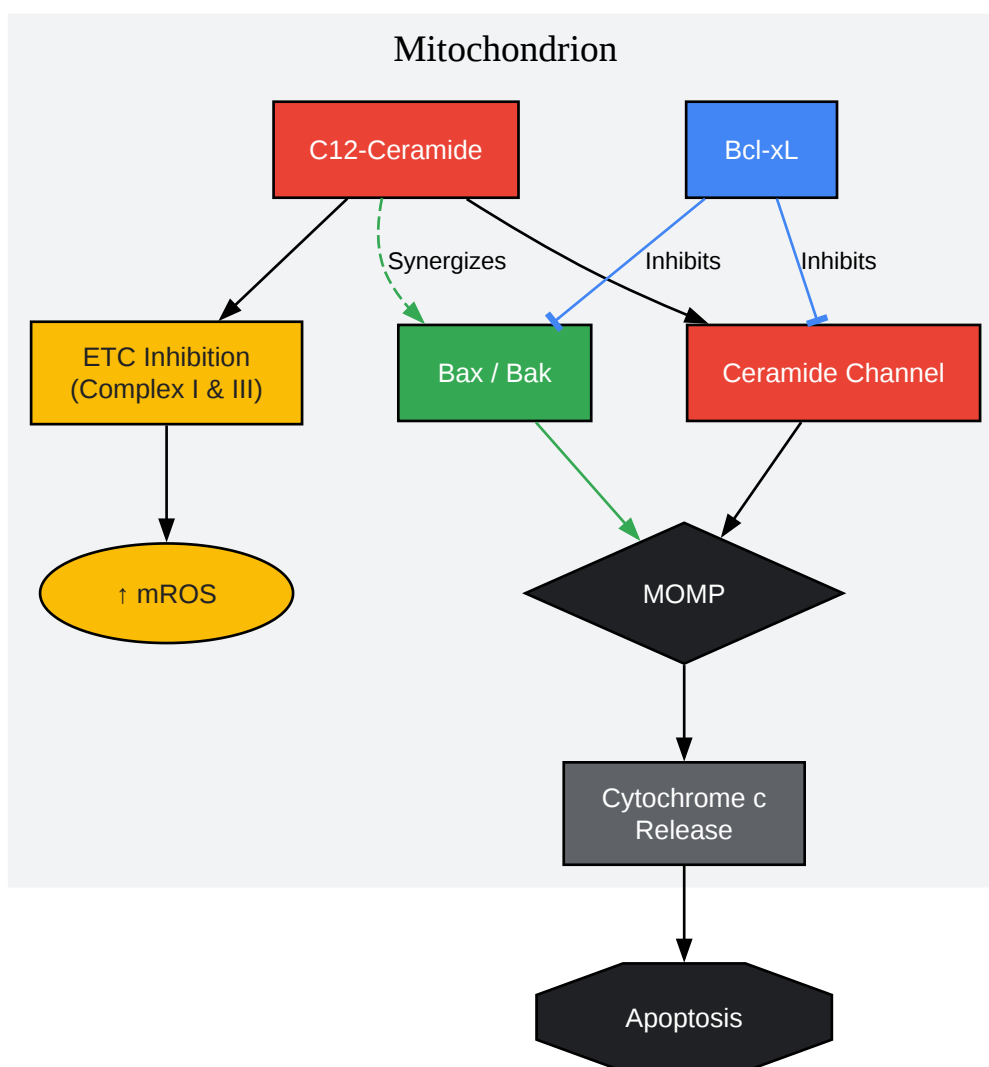 Mitochondrion
C12-Ceramide
Bcl-xL
Synergizes
Inhibits
Inhibits
ETC Inhibition
(Complex I & III)
Bax / Bak
Ceramide Channel
↑ mROS
MOMP
Cytochrome c
Release
Apoptosis